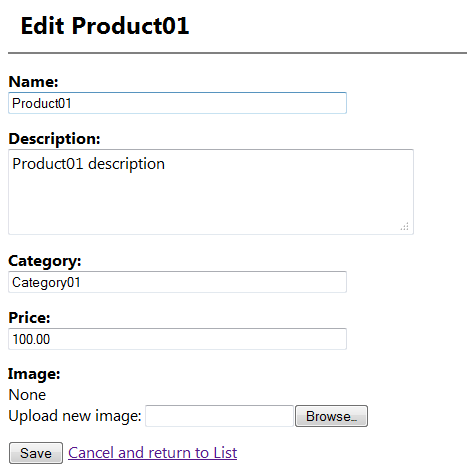 Edit Product01
Name:
Product01
Description:
Product01 description
Category:
Category01
Price:
100.00
Image:
None
Upload new image: Browse..
Save Cancel and return to List